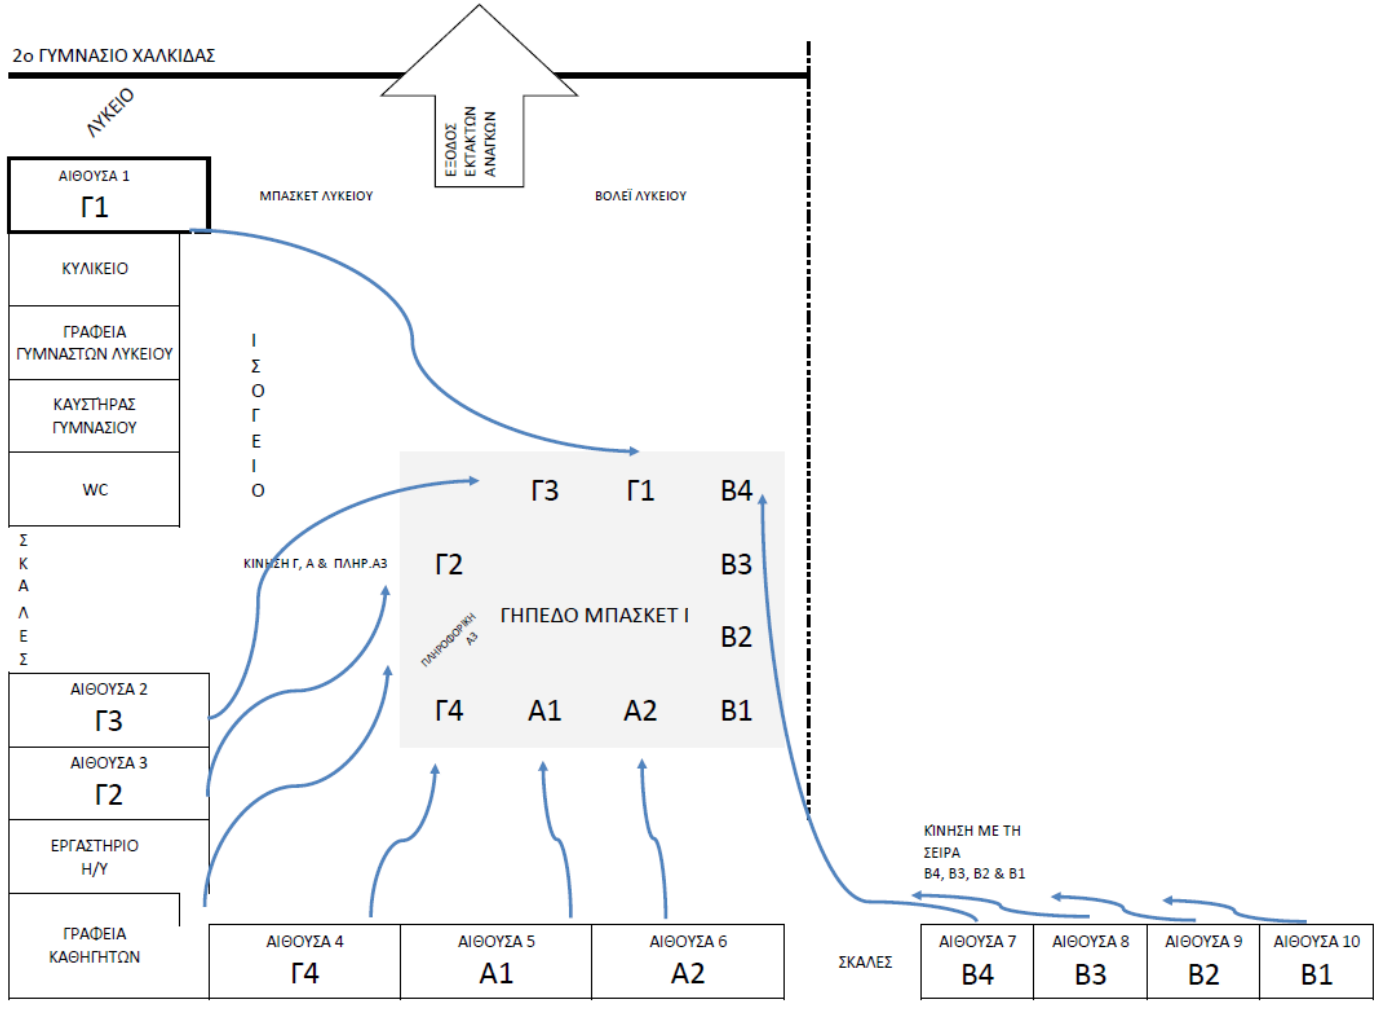 2ο ΓΥΜΝΑΣΙΟ ΧΑΛΚΙΔΑΣ
ΛΥΚΕΙΟ
ΕΞΟΔΟΣ
ΕΚΤΑΚΤΩΝ
ΑΝΑΓΚΩΝ
ΑΙΘΟΥΣΑ 1
Γ1
ΜΠΑΣΚΕΤ ΛΥΚΕΙΟΥ
ΒΟΛΕΪ ΛΥΚΕΙΟΥ
ΚΥΛΙΚΕΙΟ
ΓΡΑΦΕΙΑ
ΓΥΜΝΑΣΤΩΝ ΛΥΚΕΙΟΥ
ΚΑΥΣΤΗΡΑΣ
ΓΥΜΝΑΣΙΟΥ
WC
ΙΣΟΓΕΙΟ
ΣΚΑΛΕΣ
Γ3 Γ1 Β4
ΚΙΝΗΣΗ Γ, Α & ΠΛΗΡ.Α3
Γ2 Β3
ΓΗΠΕΔΟ ΜΠΑΣΚΕΤ Ι
ΠΛΗΡΟΦΟΡΙΚΗ
Α3
Β2
Γ4 Α1 Α2 Β1
ΑΙΘΟΥΣΑ 2
Γ3
ΑΙΘΟΥΣΑ 3
Γ2
ΕΡΓΑΣΤΗΡΙΟ
Η/Υ
ΓΡΑΦΕΙΑ
ΚΑΘΗΓΗΤΩΝ
ΚΙΝΗΣΗ ΜΕ ΤΗ
ΣΕΙΡΑ
Β4, Β3, Β2 & Β1
ΑΙΘΟΥΣΑ 4
Γ4
ΑΙΘΟΥΣΑ 5
Α1
ΑΙΘΟΥΣΑ 6
Α2
ΣΚΑΛΕΣ
ΑΙΘΟΥΣΑ 7
Β4
ΑΙΘΟΥΣΑ 8
Β3
ΑΙΘΟΥΣΑ 9
Β2
ΑΙΘΟΥΣΑ 10
Β1